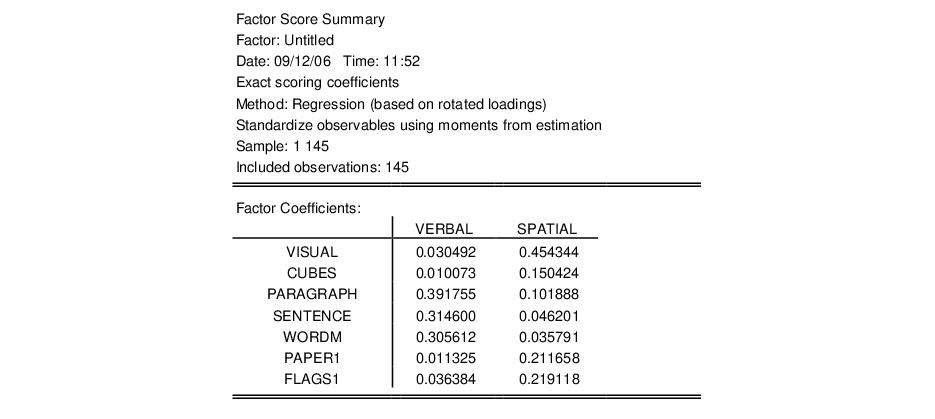 Factor Score Summary
Factor: Untitled
Date: 09/12/06 Time: 11:52
Exact scoring coefficients
Method: Regression (based on rotated loadings)
Standardize observables using moments from estimation
Sample: 1 145
Included observations: 145
Factor Coefficients:
VERBAL SPATIAL
VISUAL 0.030492 0.454344
CUBES 0.010073 0.150424
PARAGRAPH 0.391755 0.101888
SENTENCE 0.314600 0.046201
WORDM 0.305612 0.035791
PAPER1 0.011325 0.211658
FLAGS1 0.036384 0.219118